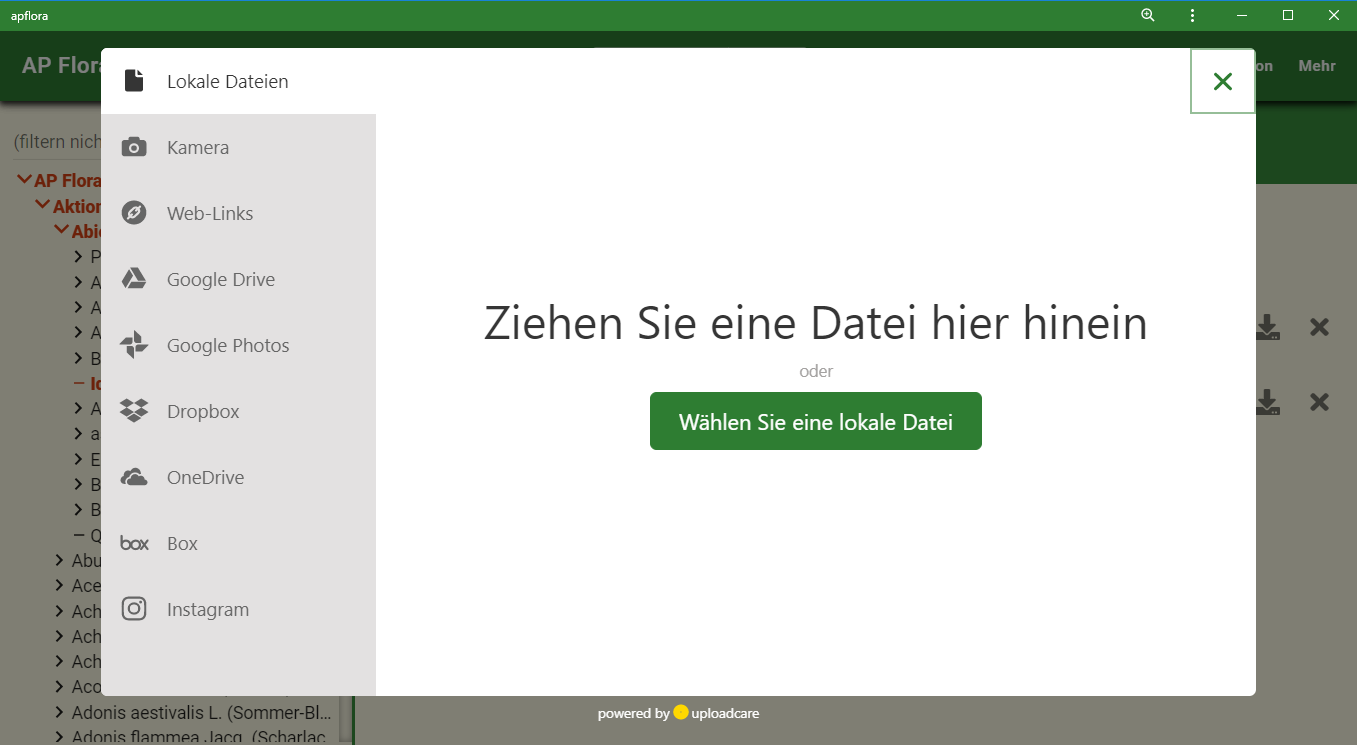 apflora
AP Flora
on
Mehr
Lokale Dateien
Kamera
Web-Links
Google Drive
Google Photos
Dropbox
OneDrive
box Box
Instagram
Ziehen Sie eine Datei hier hinein
oder
Wählen Sie eine lokale Datei
(filtern nich
AP Flora
Aktion
P
A
A
A
B
A
a
E
B
B
Q
Abu
Ace
Ach
Ach
Ach
Aco
Adonis aestivalis L. (Sommer-Bl...
Adonis flammea Jacq. (Scharlac
powered by uploadcare